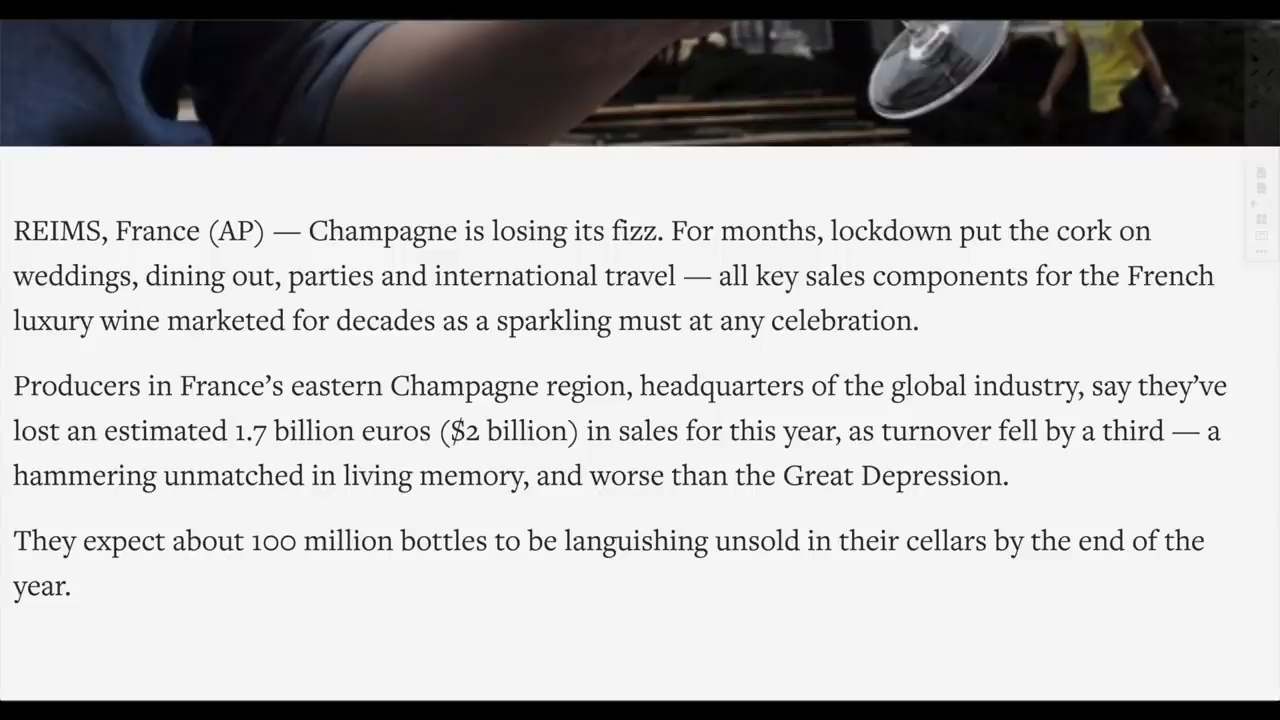 REIMS, France (AP) — Champagne is losing its fizz. For months, lockdown put the cork on
weddings, dining out, parties and international travel — all key sales components for the French
luxury wine marketed for decades as a sparkling must at any celebration.
Producers in France’s eastern Champagne region, headquarters of the global industry, say they’ve
lost an estimated 1.7 billion euros ($2 billion) in sales for this year, as turnover fell by a third — a
hammering unmatched in living memory, and worse than the Great Depression.
They expect about 100 million bottles to be languishing unsold in their cellars by the end of the
year.